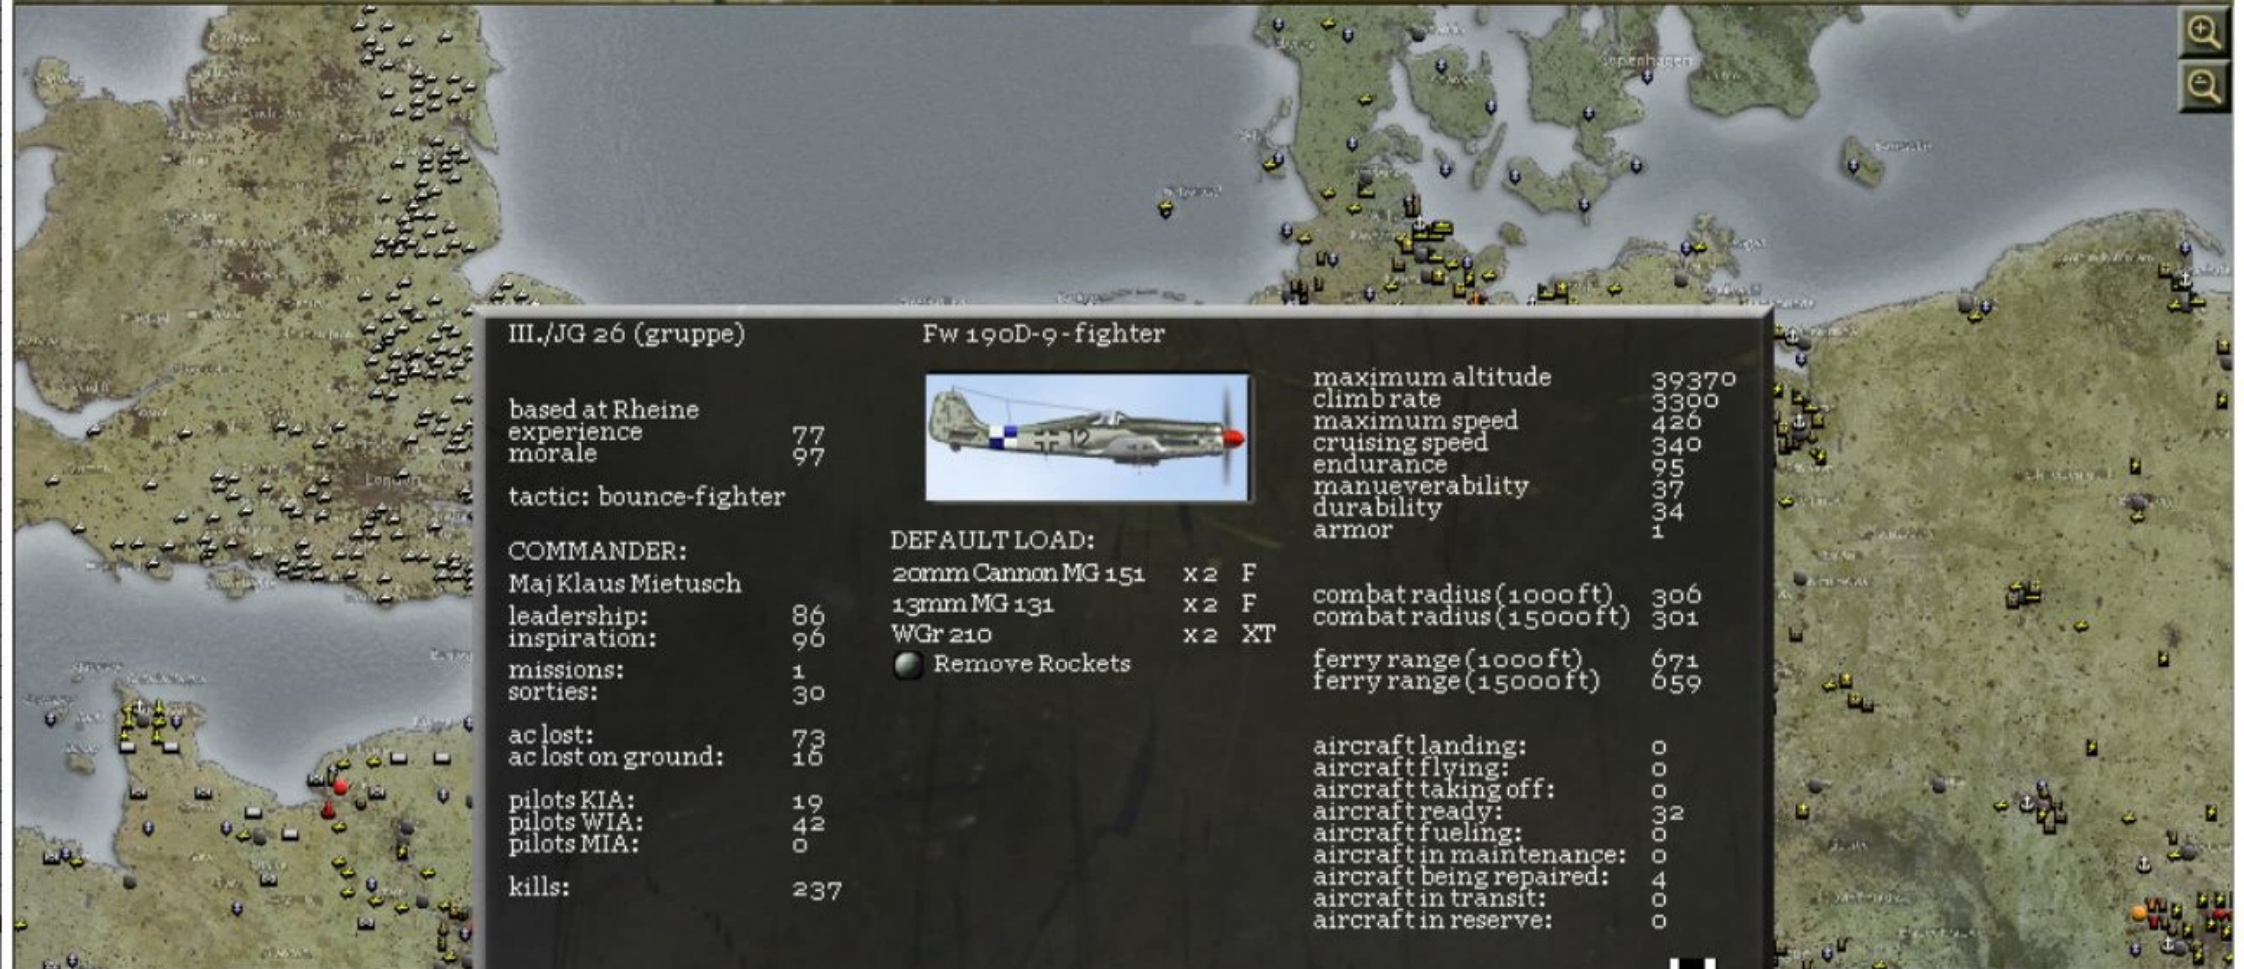 Copenhagen
London
III./JG 26 (gruppe)
Fw 190D-9 - fighter
based at Rheine
experience 77
morale 97
tactic: bounce-fighter
COMMANDER:
Maj Klaus Mietusch
leadership: 86
inspiration: 96
missions: 1
sorties: 30
ac lost: 73
ac lost on ground: 16
pilots KIA: 19
pilots WIA: 42
pilots MIA: 0
kills: 237
12
DEFAULT LOAD:
20mm Cannon MG 151 x 2 F
13mm MG 131 x 2 F
WGr 210 x 2 XT
Remove Rockets
maximum altitude 39370
climb rate 3300
maximum speed 426
cruising speed 340
endurance 95
manueverability 37
durability 34
armor 1
combat radius (1000 ft) 306
combat radius (15000 ft) 301
ferry range (1000 ft) 671
ferry range (15000 ft) 659
aircraft landing: 0
aircraft flying: 0
aircraft taking off: 0
aircraft ready: 32
aircraft fueling: 0
aircraft in maintenance: 0
aircraft being repaired: 4
aircraft in transit: 0
aircraft in reserve: 0